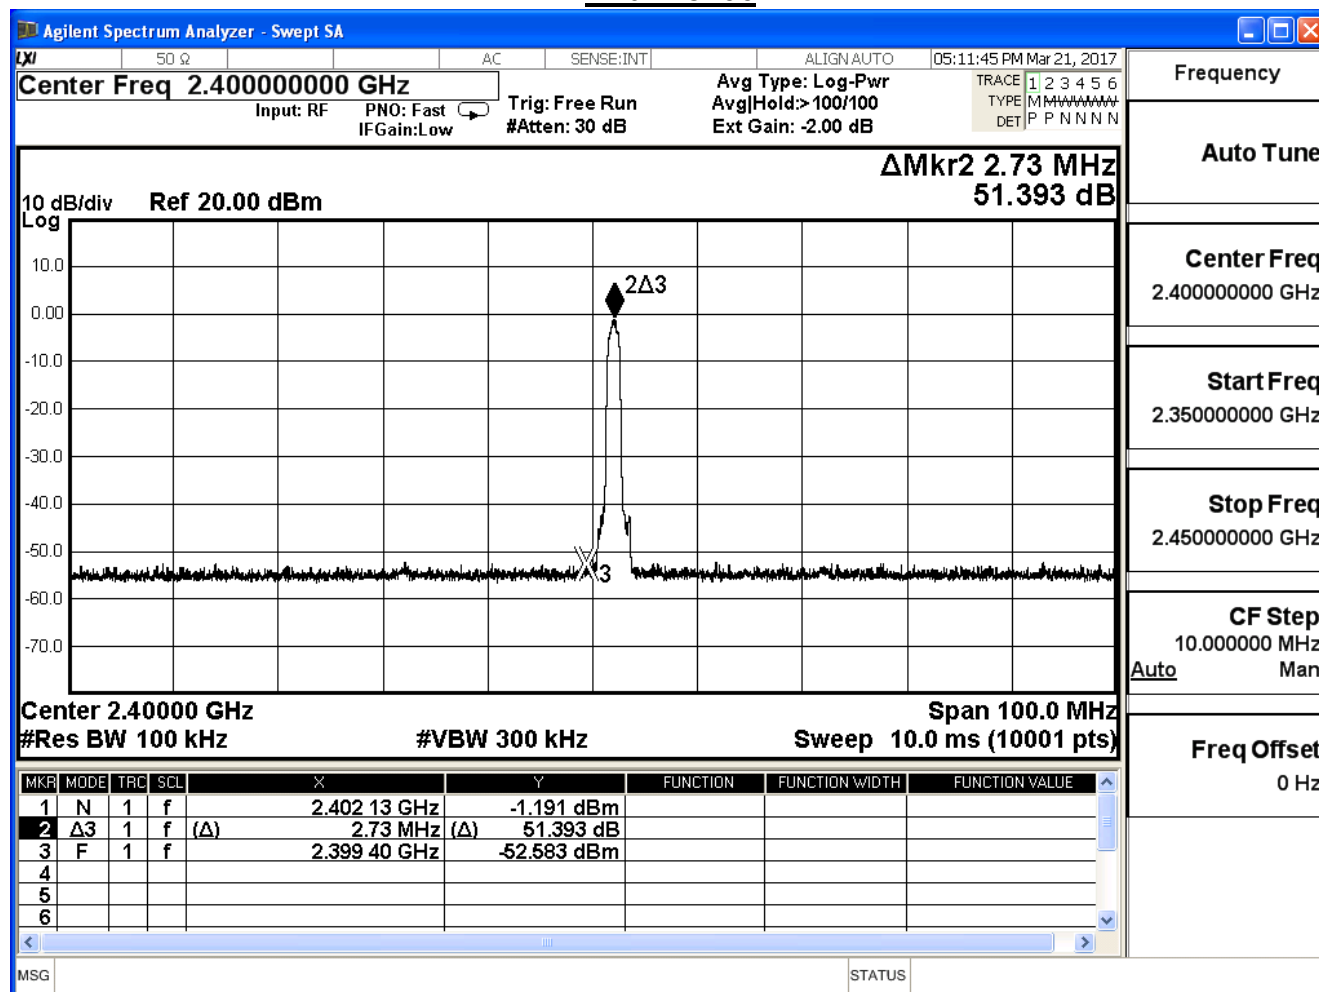 Agilent Spectrum Analyzer - Swept SA
LXI 50 Ω AC SENSE:INT ALIGN AUTO 05:11:45 PM Mar 21, 2017
Center Freq 2.400000000 GHz
Input: RF PNO: Fast
IFGain:Low
Trig: Free Run
#Atten: 30 dB
Avg Type: Log-Pwr
Avg|Hold:>100/100
Ext Gain: -2.00 dB
TRACE 1 2 3 4 5 6
TYPE M M W W W W W
DET P P N N N N
ΔMkr2 2.73 MHz
51.393 dB
10 dB/div Ref 20.00 dBm
Log
10.0
0.00
-10.0
-20.0
-30.0
-40.0
-50.0
-60.0
-70.0
2Δ3
3
Center 2.40000 GHz Span 100.0 MHz
#Res BW 100 kHz #VBW 300 kHz Sweep 10.0 ms (10001 pts)
MKR MODE TRC SCL X Y FUNCTION FUNCTION WIDTH FUNCTION VALUE
1 N 1 f 2.402 13 GHz -1.191 dBm
2 Δ3 1 f (Δ) 2.73 MHz (Δ) 51.393 dB
3 F 1 f 2.399 40 GHz -52.583 dBm
4
5
6
MSG STATUS
Frequency
Auto Tune
Center Freq
2.400000000 GHz
Start Freq
2.350000000 GHz
Stop Freq
2.450000000 GHz
CF Step
10.000000 MHz
Auto Man
Freq Offset
0 Hz